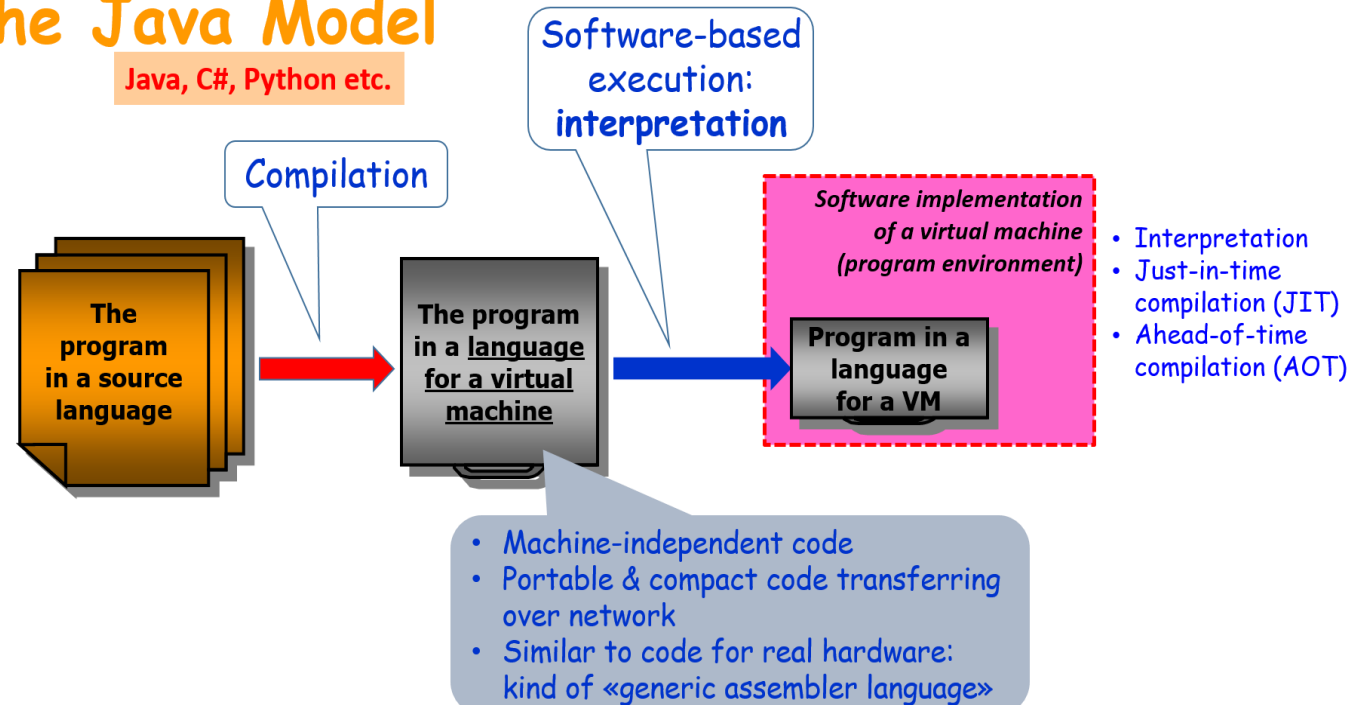 he Java Model
Java, C#, Python etc.
Software-based
execution:
interpretation
Compilation
Software implementation
of a virtual machine
(program environment)
• Interpretation
• Just-in-time
compilation (JIT)
• Ahead-of-time
compilation (AOT)
The
program
in a source
language
The program
in a language
for a virtual
machine
Program in a
language
for a VM
• Machine-independent code
• Portable & compact code transferring
over network
• Similar to code for real hardware:
kind of «generic assembler language»